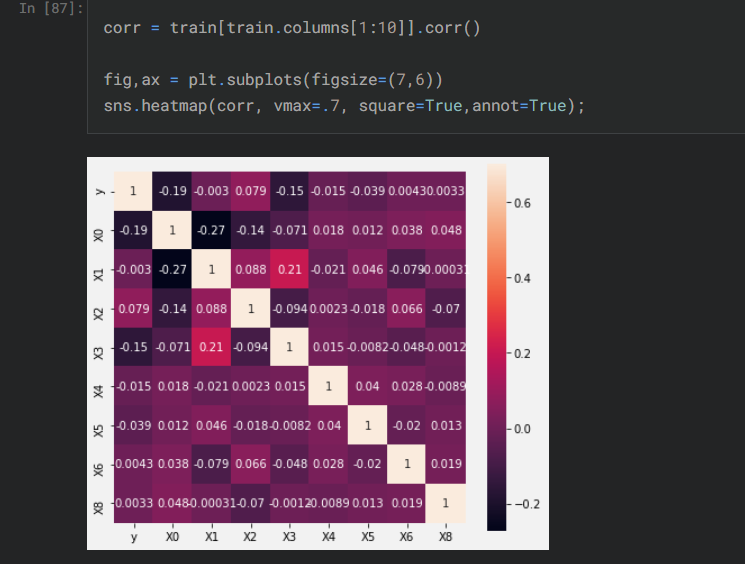 In [87]:
corr = train[train.columns[1:10]].corr()
fig,ax = plt.subplots(figsize=(7,6))
sns.heatmap(corr, vmax=.7, square=True,annot=True);
y 1 -0.19 -0.003 0.079 -0.15 -0.015 -0.039 0.0043 0.0033
X0 -0.19 1 -0.27 -0.14 -0.071 0.018 0.012 0.038 0.048
X1 -0.003 -0.27 1 0.088 0.21 -0.021 0.046 -0.079 -0.00031
X2 0.079 -0.14 0.088 1 -0.094 0.0023 -0.018 0.066 -0.07
X3 -0.15 -0.071 0.21 -0.094 1 0.015 -0.0082 -0.048 -0.0012
X4 -0.015 0.018 -0.021 0.0023 0.015 1 0.04 0.028 -0.0089
X5 -0.039 0.012 0.046 -0.018 -0.0082 0.04 1 -0.02 0.013
X6 0.0043 0.038 -0.079 0.066 -0.048 0.028 -0.02 1 0.019
X8 0.0033 0.048 -0.00031 -0.07 -0.0012 -0.0089 0.013 0.019 1
y X0 X1 X2 X3 X4 X5 X6 X8
0.6
0.4
0.2
0.0
−0.2